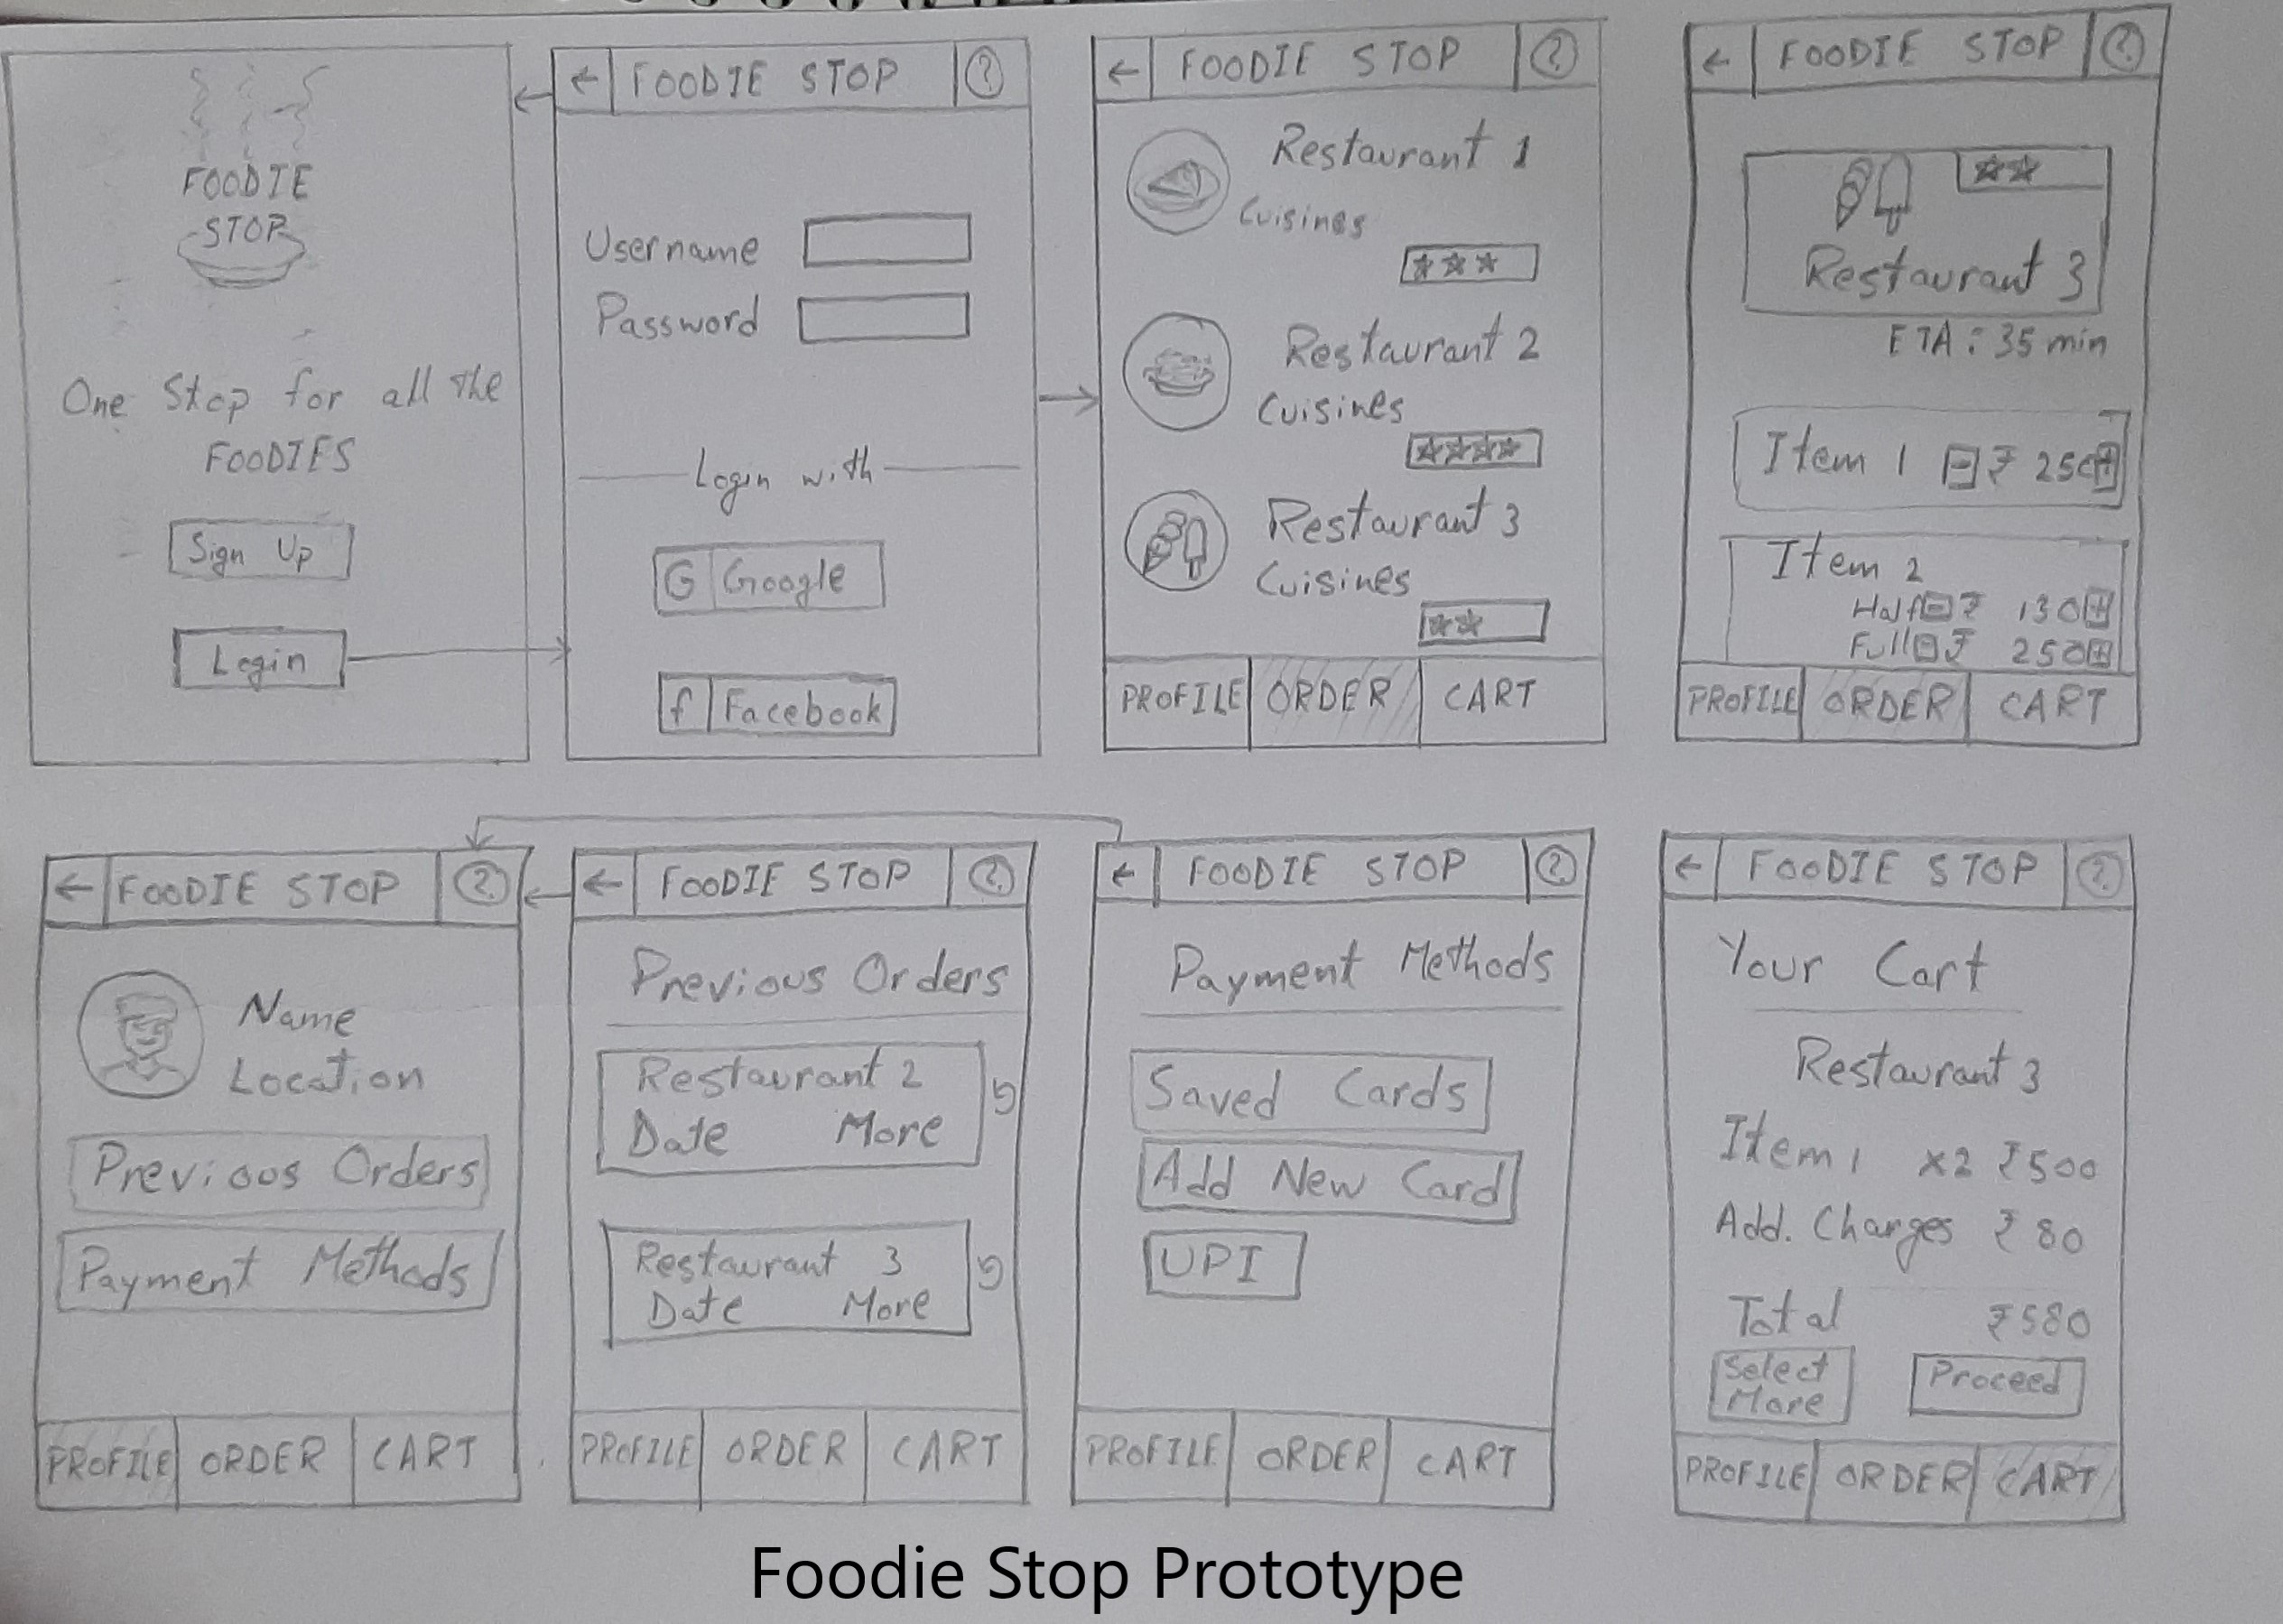 FOODIE
STOP
One Stop for all the
FOODIES
Sign Up
Login
← FOODIE STOP ?
Username
Password
Login with
G Google
f Facebook
← FOODIE STOP ?
Restaurant 1
Cuisines
Restaurant 2
Cuisines
Restaurant 3
Cuisines
PROFILE ORDER CART
← FOODIE STOP ?
Restaurant 3
ETA : 35 min
Item 1 - ₹ 250 +
Item 2
Half - ₹ 130 +
Full - ₹ 250 +
PROFILE ORDER CART
← FOODIE STOP ?
Name
Location
Previous Orders
Payment Methods
PROFILE ORDER CART
← FOODIE STOP ?
Previous Orders
Restaurant 2
Date More
Restaurant 3
Date More
PROFILE ORDER CART
← FOODIE STOP ?
Payment Methods
Saved Cards
Add New Card
UPI
PROFILE ORDER CART
← FOODIE STOP ?
Your Cart
Restaurant 3
Item 1 x2 ₹500
Add. Charges ₹ 80
Total ₹580
Select
More
Proceed
PROFILE ORDER CART
Foodie Stop Prototype